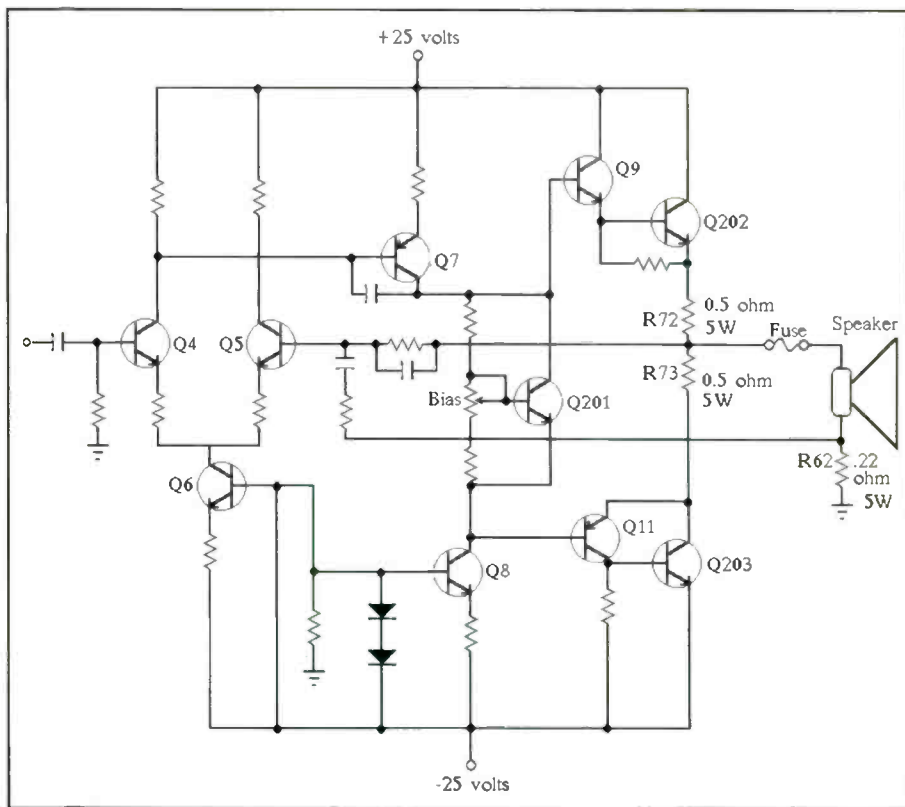 +25 volts
Q9
Q202
Q7
R72
0.5 ohm
5W
Fuse
Speaker
Q4
Q5
R73
0.5 ohm
5W
Bias
Q201
R62
.22
ohm
5W
Q6
Q11
Q8
Q203
-25 volts